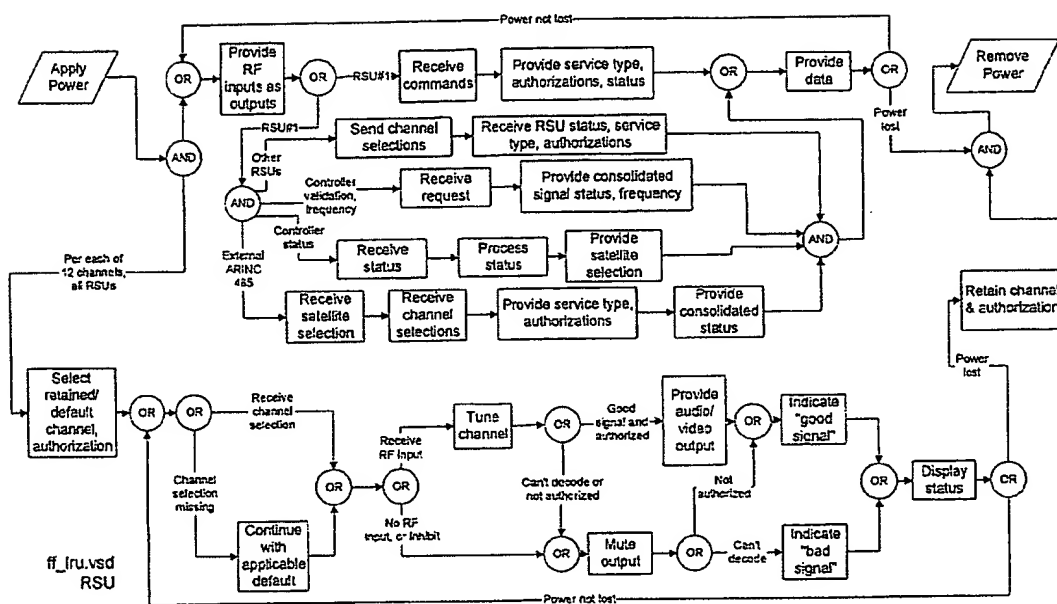 Power not lost
Apply
Power
OR
Provide
RF
inputs as
outputs
OR
RSU#1
Receive
commands
Provide service type,
authorizations, status
OR
Provide
data
OR
Remove
Power
Power
lost
AND
AND
RSU#1
Other
RSUs
Send channel
selections
Receive RSU status, service
type, authorizations
AND
Controller
validation,
frequency
Receive
request
Provide consolidated
signal status, frequency
Controller
status
Receive
status
Process
status
Provide
satellite
selection
AND
External
ARINC
485
Receive
satellite
selection
Receive
channel
selections
Provide service type,
authorizations
Provide
consolidated
status
Per each of
12 channels,
all RSUs
Retain channel
& authorization
Power
lost
Select
retained/
default
channel,
authorization
OR
OR
Receive
channel
selection
Channel
selection
missing
Continue
with
applicable
default
OR
OR
Receive
RF input
No RF
input, or inhibit
Tune
channel
OR
Good
signal and
authorized
Can't decode or
not authorized
Provide
audio/
video
output
OR
Indicate
"good
signal"
Not
authorized
OR
Mute
output
OR
Can't
decode
Indicate
"bad
signal"
OR
Display
status
OR
Power not lost
ff_lru.vsd
RSU